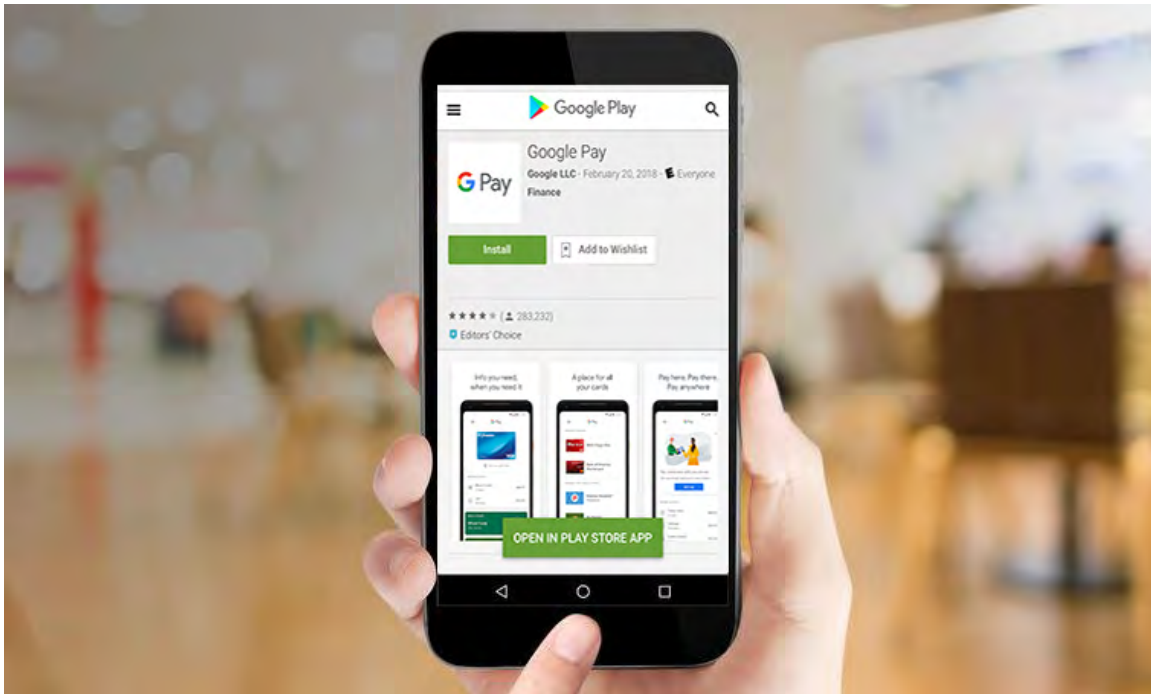 Google Play
G Pay
Google Pay
Google LLC - February 20, 2018 - E Everyone
Finance
Install
Add to Wishlist
★★★★★ (283,232)
Editors' Choice
Info you need,
when you need it
A place for all
your cards
Pay here, Pay there,
Pay anywhere
OPEN IN PLAY STORE APP